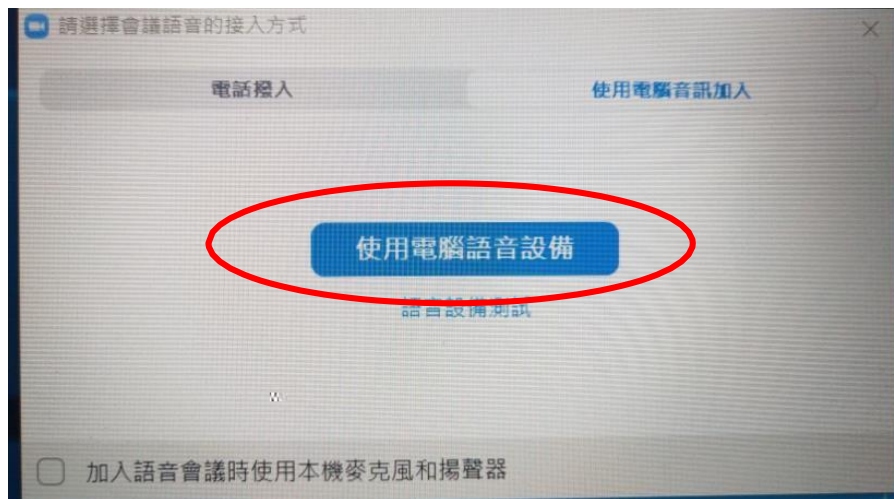 請選擇會議語音的接入方式
電話撥入
使用電腦音訊加入
使用電腦語音設備
語音設備測試
加入語音會議時使用本機麥克風和揚聲器